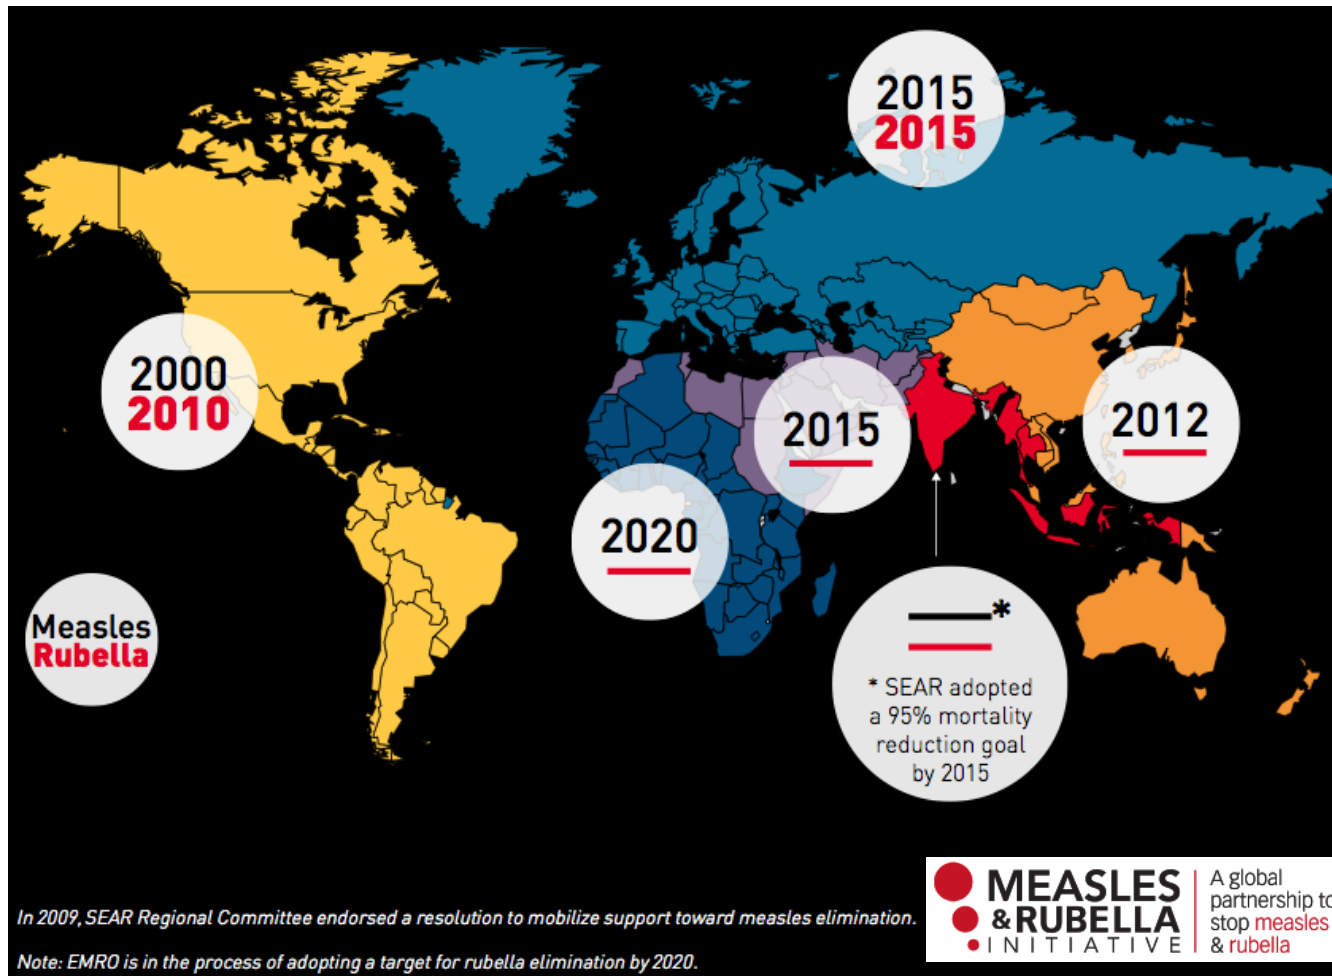 2015
2015
2000
2010
2015
2012
2020
Measles
Rubella
*
* SEAR adopted
a 95% mortality
reduction goal
by 2015
In 2009, SEAR Regional Committee endorsed a resolution to mobilize support toward measles elimination.
Note: EMRO is in the process of adopting a target for rubella elimination by 2020.
MEASLES
& RUBELLA
INITIATIVE
A global
partnership to
stop measles
& rubella